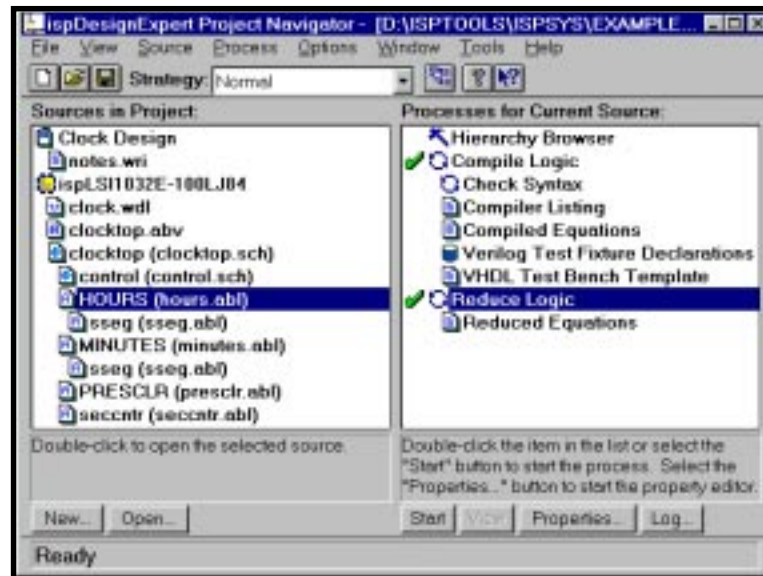 ispDesignExpert Project Navigator - [D:\ISPTOOLS\ISPSYS\EXAMPLE...
File View Source Process Options Window Tools Help
Strategy: Normal
Sources in Project:
Clock Design
notes.wri
ispLSI1032E-100LJ84
clock.wdl
clocktop.abv
clocktop (clocktop.sch)
control (control.sch)
HOURS (hours.abl)
sseg (sseg.abl)
MINUTES (minutes.abl)
sseg (sseg.abl)
PRESCLR (presclr.abl)
seccntr (seccntr.abl)
Double-click to open the selected source.
New... Open...
Processes for Current Source:
Hierarchy Browser
Compile Logic
Check Syntax
Compiler Listing
Compiled Equations
Verilog Test Fixture Declarations
VHDL Test Bench Template
Reduce Logic
Reduced Equations
Double-click the item in the list or select the
"Start" button to start the process. Select the
"Properties..." button to start the property editor.
Start View Properties... Log...
Ready